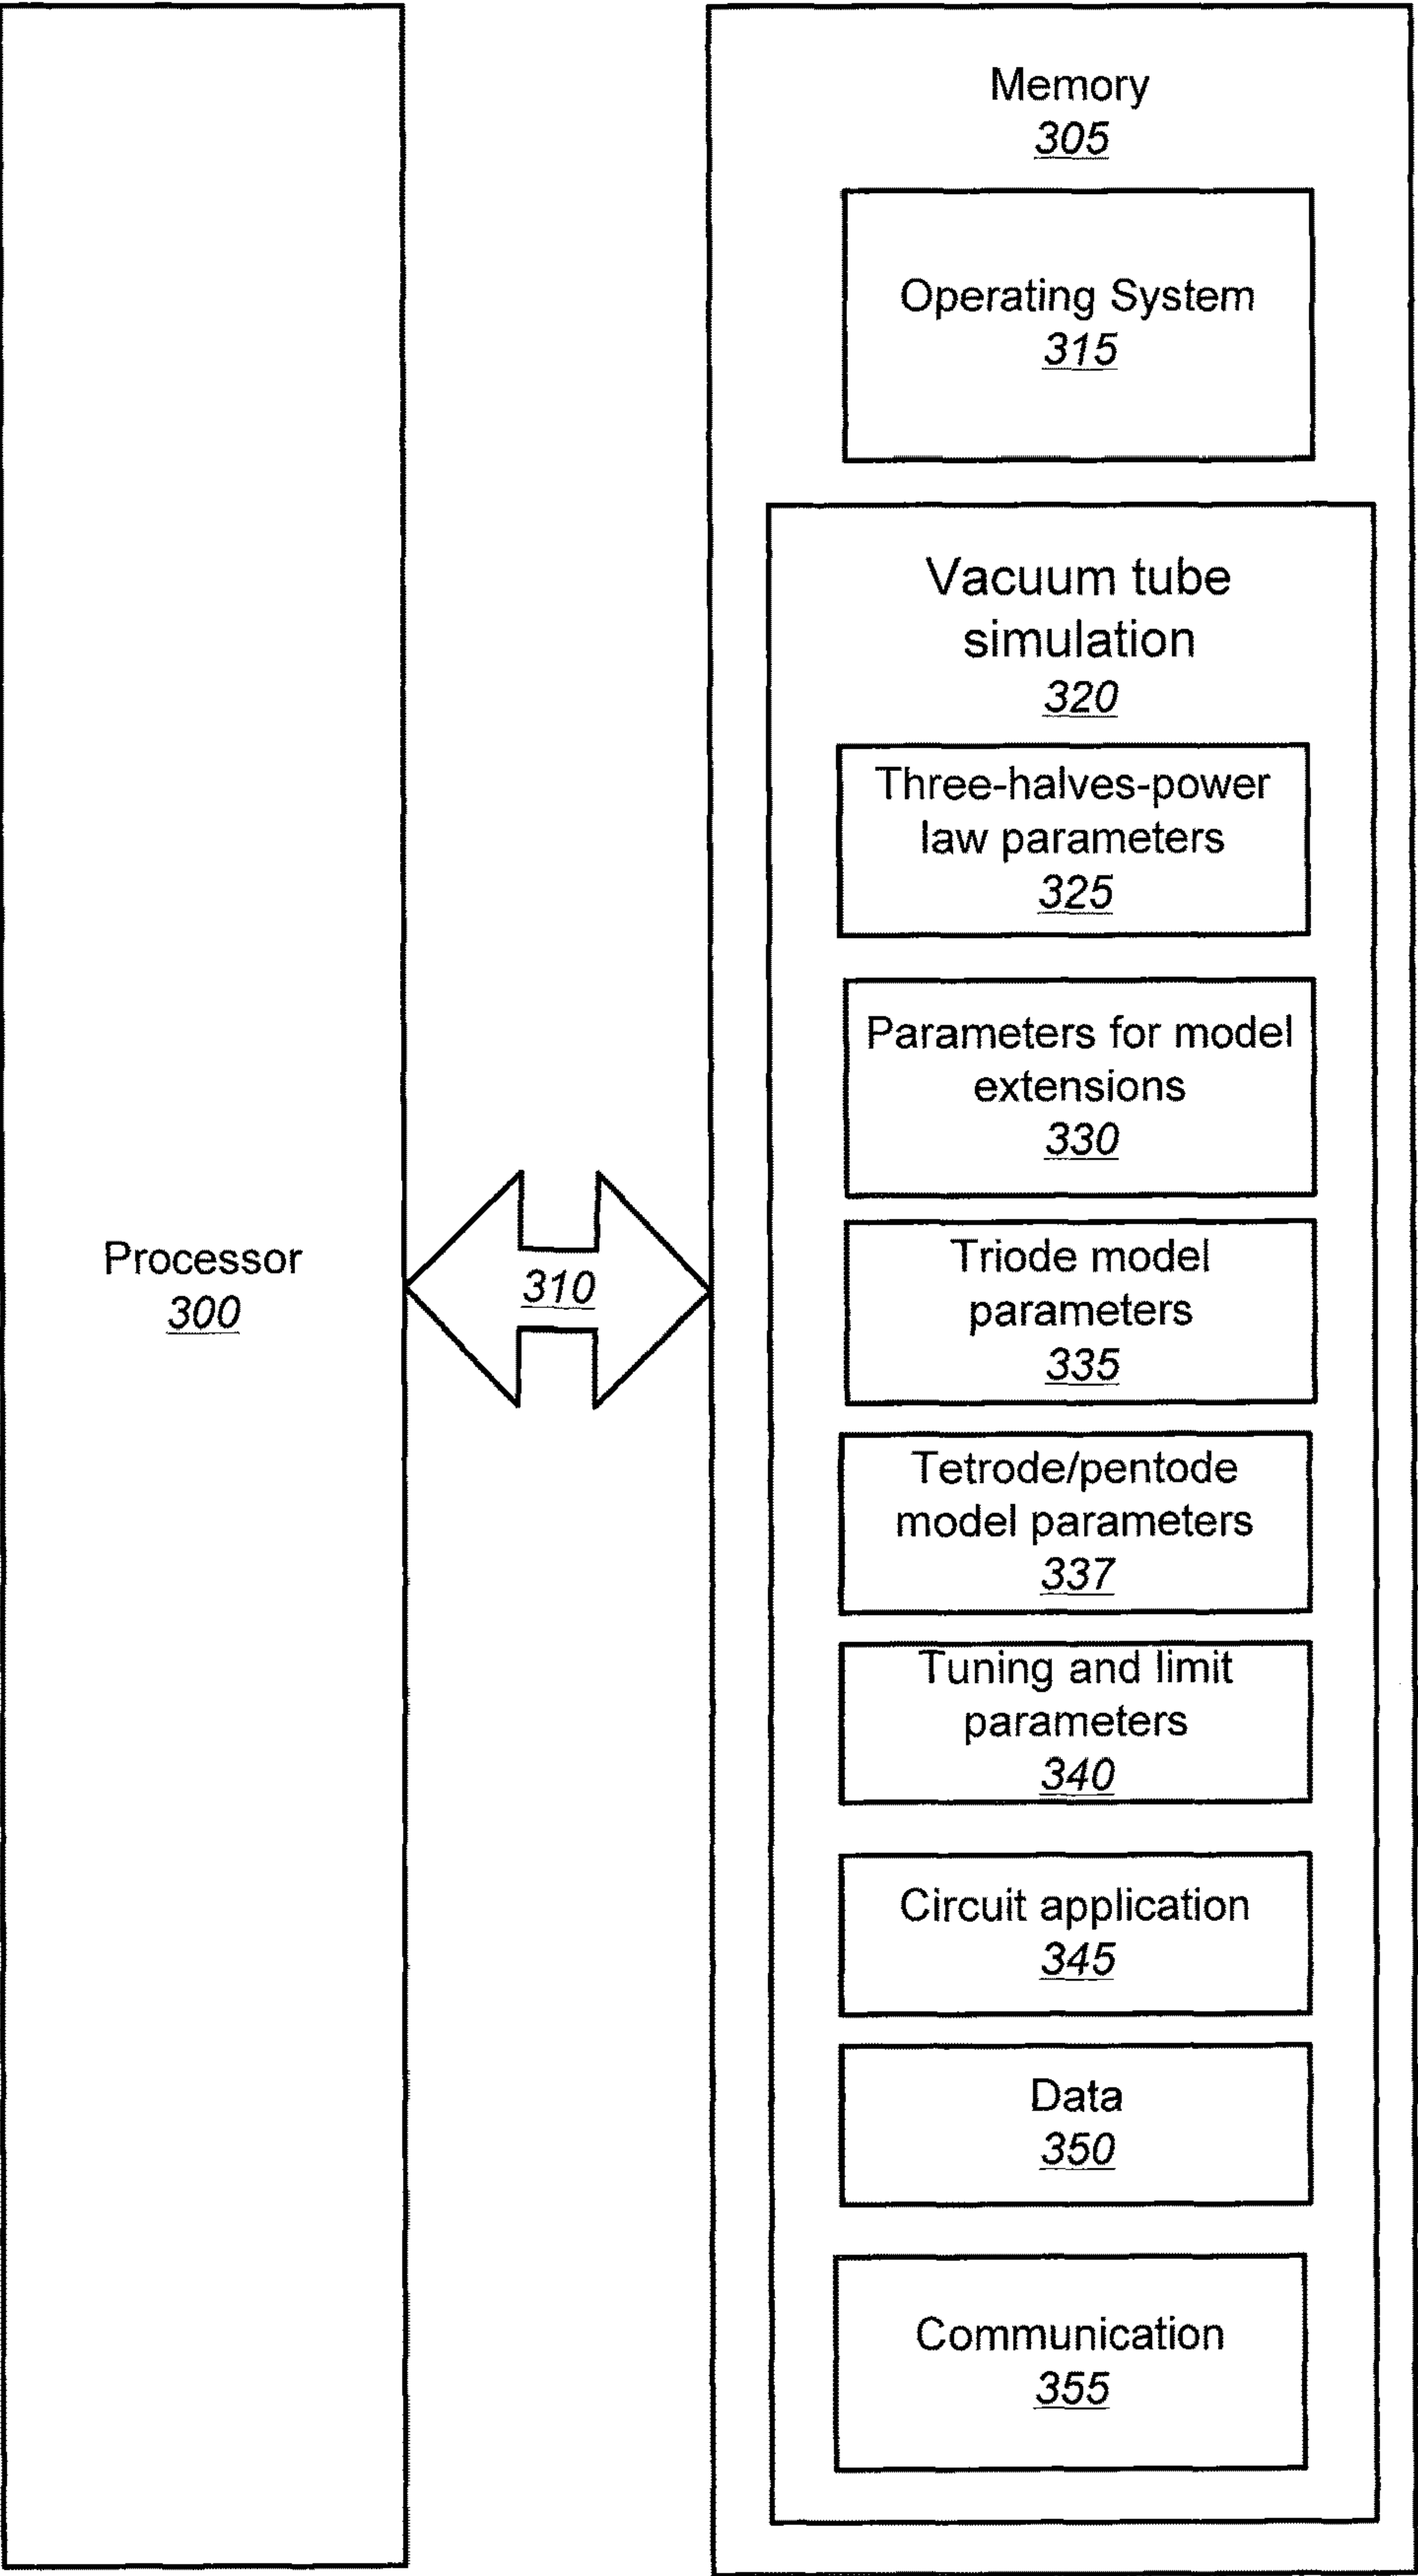 Processor
300
310
Memory
305
Operating System
315
Vacuum tube
simulation
320
Three-halves-power
law parameters
325
Parameters for model
extensions
330
Triode model
parameters
335
Tetrode/pentode
model parameters
337
Tuning and limit
parameters
340
Circuit application
345
Data
350
Communication
355